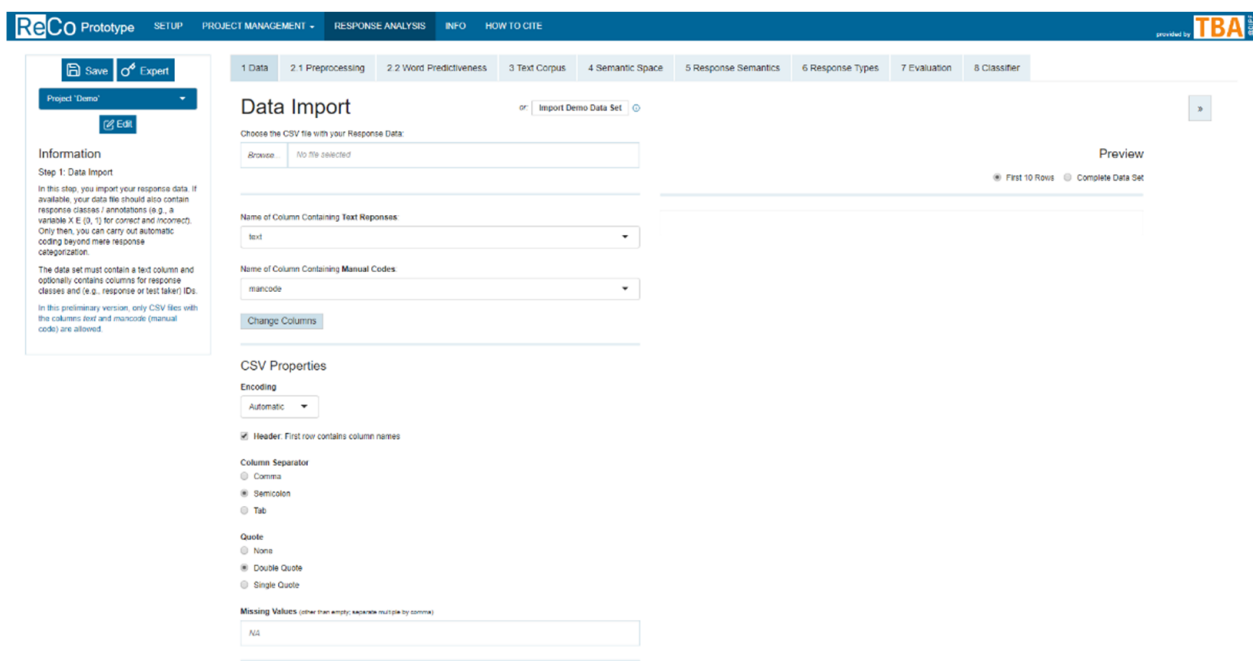 ReCo Prototype SETUP PROJECT MANAGEMENT RESPONSE ANALYSIS INFO HOW TO CITE
provided by TBA
Save Expert
Project "Demo"
Edit
Information
Step 1: Data Import
In this step, you import your response data. If
available, your data file should also contain
response classes / annotations (e.g., a
variable X E {0, 1} for correct and incorrect).
Only then, you can carry out automatic
coding beyond mere response
categorization.
The data set must contain a text column and
optionally contains columns for response
classes and (e.g., response or test taker) IDs.
In this preliminary version, only CSV files with
the columns text and mancode (manual
code) are allowed.
1 Data 2.1 Preprocessing 2.2 Word Predictiveness 3 Text Corpus 4 Semantic Space 5 Response Semantics 6 Response Types 7 Evaluation 8 Classifier
Data Import
or: Import Demo Data Set
Choose the CSV file with your Response Data:
Browse... No file selected
Name of Column Containing Text Reponses:
text
Name of Column Containing Manual Codes:
mancode
Change Columns
CSV Properties
Encoding
Automatic
Header: First row contains column names
Column Separator
Comma
Semicolon
Tab
Quote
None
Double Quote
Single Quote
Missing Values (other than empty; separate multiple by comma)
NA
»
Preview
First 10 Rows Complete Data Set